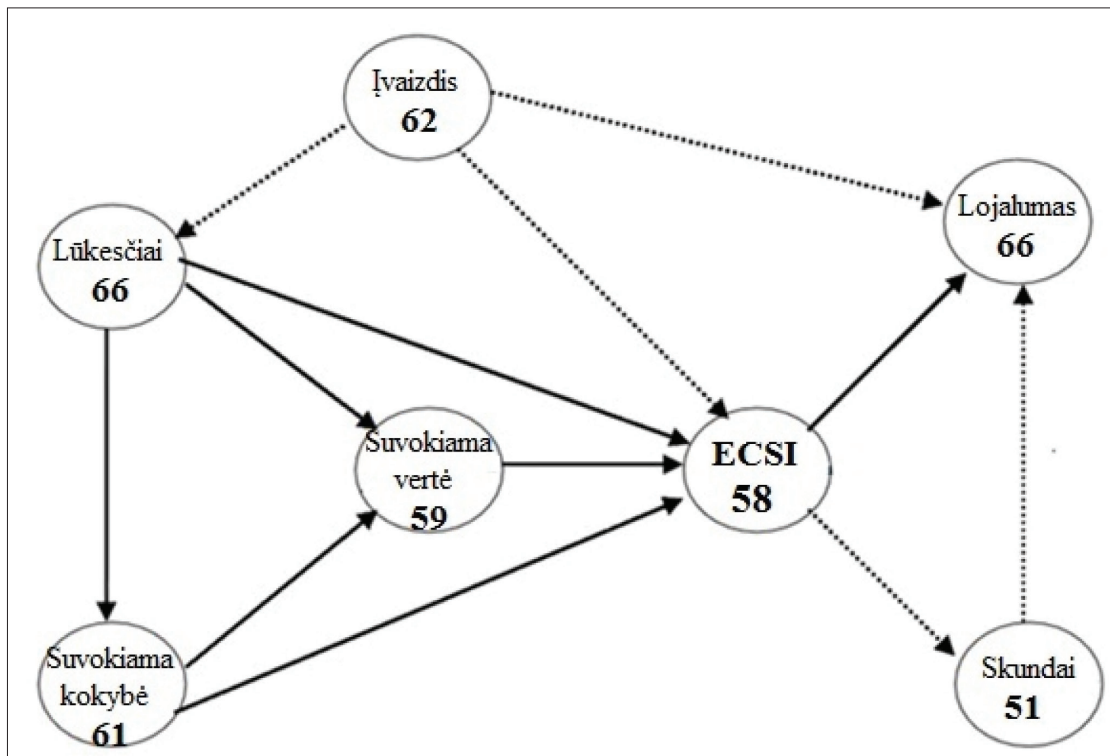 Įvaizdis
62
Lojalumas
66
Lūkesčiai
66
Suvokiama
vertė
59
ECSI
58
Suvokiama
kokybė
61
Skundai
51